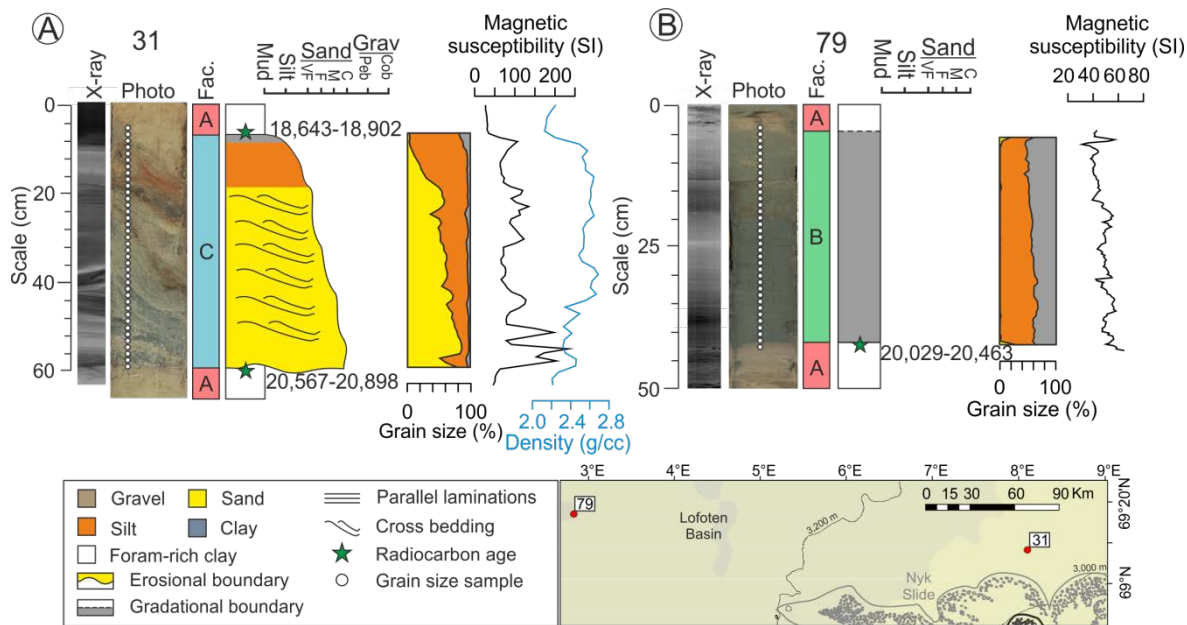 A
31
X-ray
Photo
Fac.
Mud
Silt
Sand
VF
F
M
C
Grav
Peb
Cob
Magnetic
susceptibility (SI)
0 100 200
Scale (cm)
0
20
40
60
A
C
A
18,643-18,902
20,567-20,898
0 100
Grain size (%)
2.0 2.4 2.8
Density (g/cc)
B
79
X-ray
Photo
Fac.
Mud
Silt
Sand
VF
F
M
C
Magnetic
susceptibility (SI)
20 40 60 80
Scale (cm)
0
25
50
A
B
A
20,029-20,463
0 100
Grain size (%)
Gravel
Sand
Silt
Clay
Foram-rich clay
Erosional boundary
Gradational boundary
Parallel laminations
Cross bedding
Radiocarbon age
Grain size sample
3°E 4°E 5°E 6°E 7°E 8°E 9°E
79
Lofoten
Basin
3,200 m
0 15 30 60 90 Km
31
Nyk
Slide
3,000 m
69°20'N
69°N